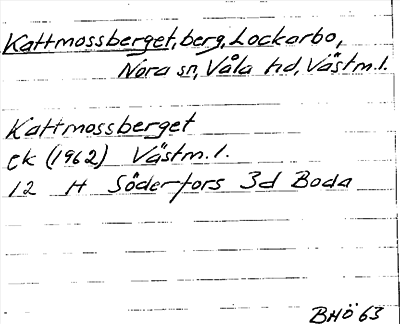 Kattmossberget, berg, Lockarbo,
Nora sn, Våla hd, Västm.l.
Kattmossberget
ek (1962) Västm.l.
12 H Söderfors 3d Boda
BHÖ 63